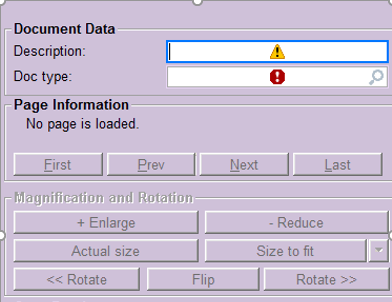 Document Data
Description:
Doc type:
Page Information
No page is loaded.
First Prev Next Last
Magnification and Rotation
+ Enlarge - Reduce
Actual size Size to fit
<< Rotate Flip Rotate >>